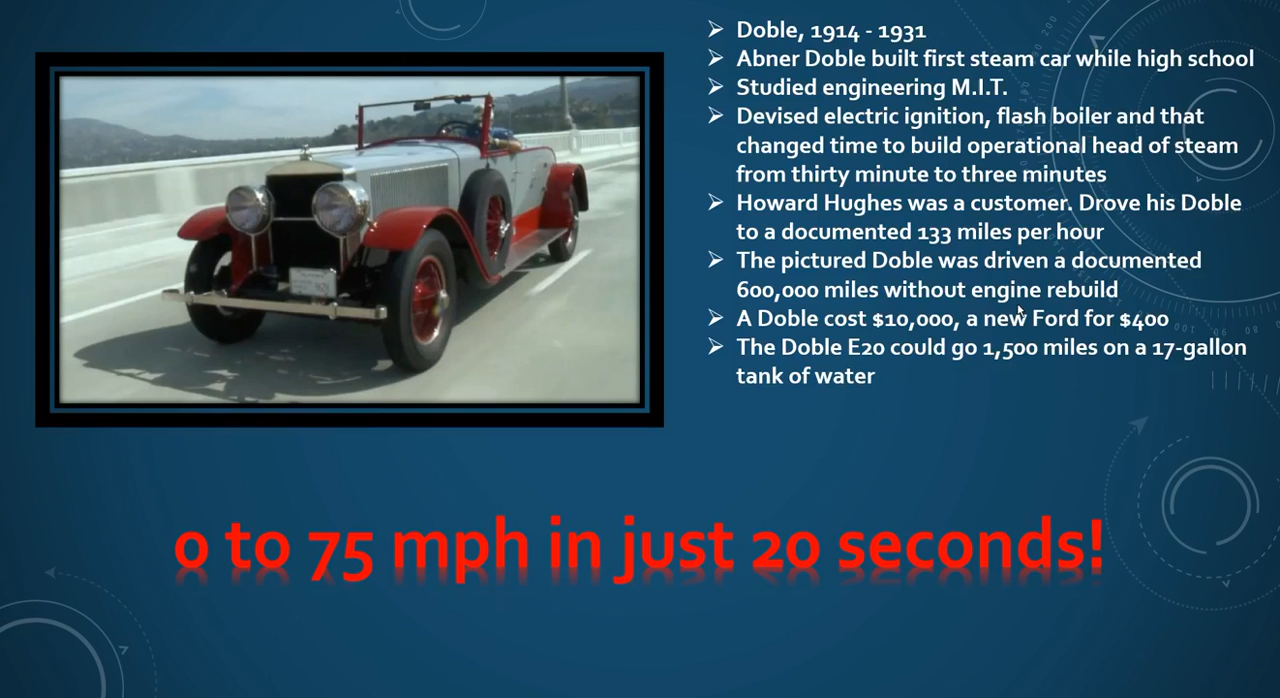 Doble, 1914 - 1931
Abner Doble built first steam car while high school
Studied engineering M.I.T.
Devised electric ignition, flash boiler and that
changed time to build operational head of steam
from thirty minute to three minutes
Howard Hughes was a customer. Drove his Doble
to a documented 133 miles per hour
The pictured Doble was driven a documented
600,000 miles without engine rebuild
A Doble cost $10,000, a new Ford for $400
The Doble E20 could go 1,500 miles on a 17-gallon
tank of water
0 to 75 mph in just 20 seconds!